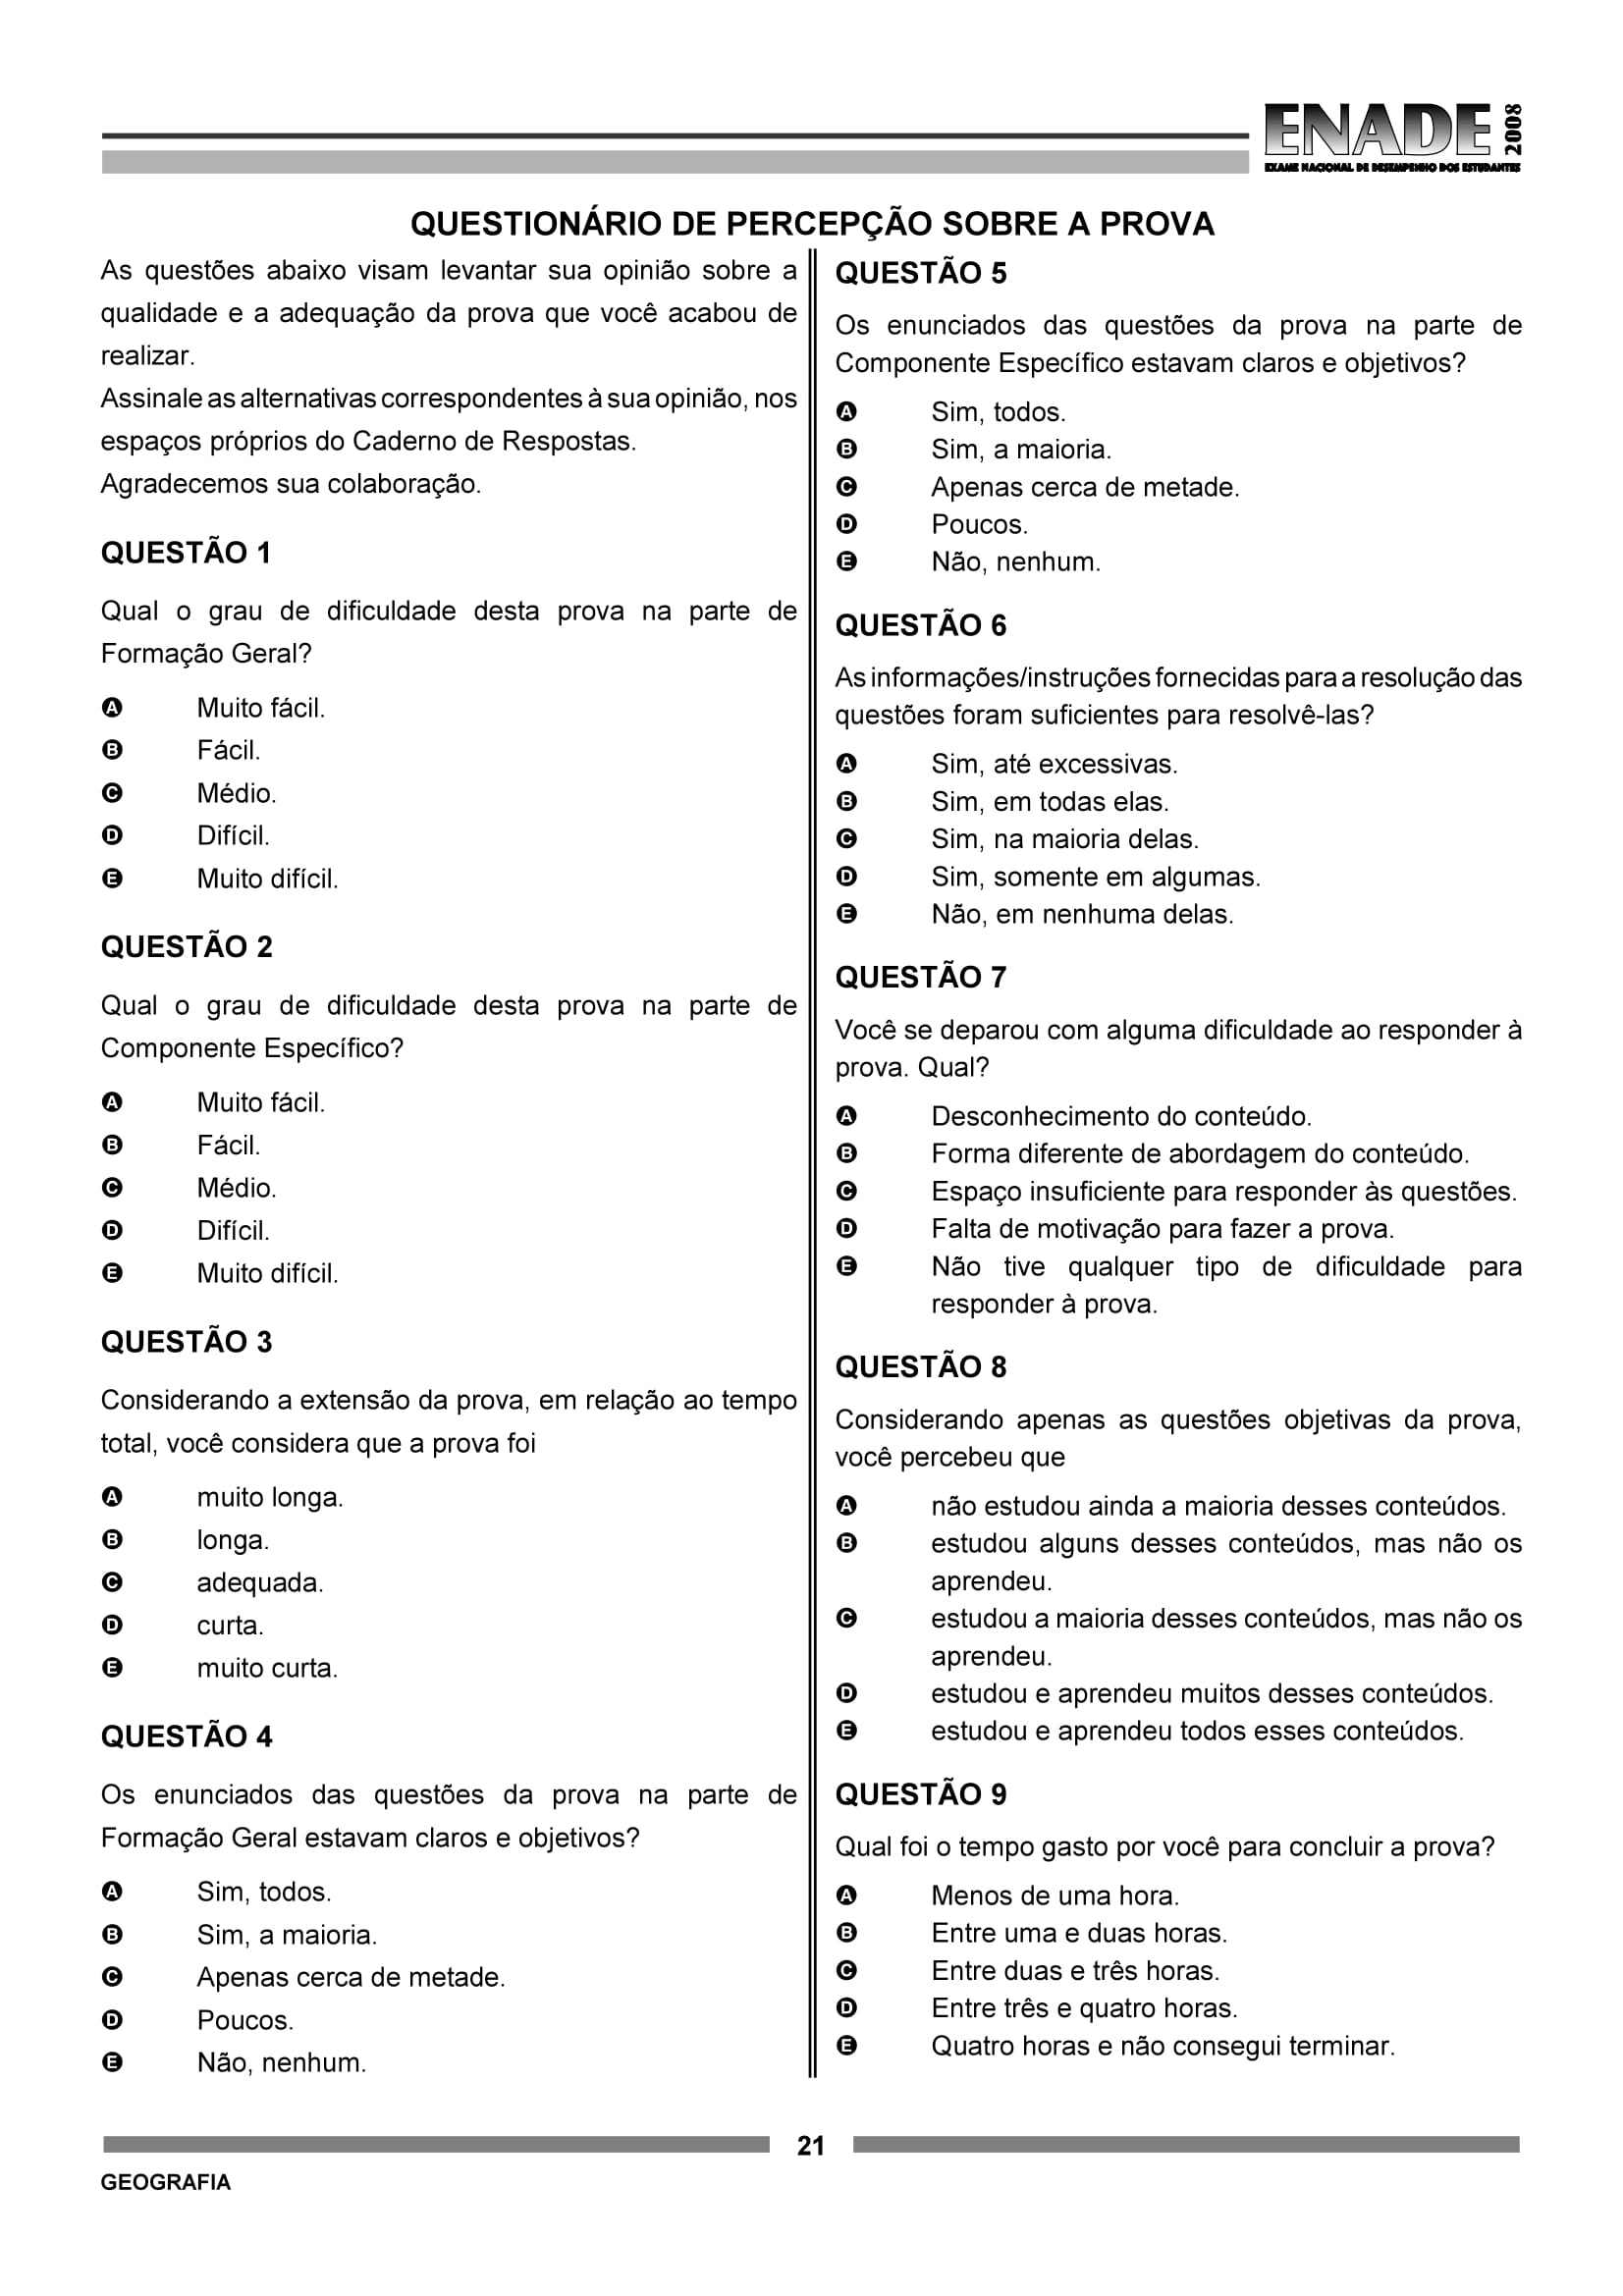 ENADE 2008
EXAME NACIONAL DE DESEMPENHO DOS ESTUDANTES
QUESTIONÁRIO DE PERCEPÇÃO SOBRE A PROVA
As questões abaixo visam levantar sua opinião sobre a
qualidade e a adequação da prova que você acabou de
realizar.
Assinale as alternativas correspondentes à sua opinião, nos
espaços próprios do Caderno de Respostas.
Agradecemos sua colaboração.
QUESTÃO 1
Qual o grau de dificuldade desta prova na parte de
Formação Geral?
A Muito fácil.
B Fácil.
C Médio.
D Difícil.
E Muito difícil.
QUESTÃO 2
Qual o grau de dificuldade desta prova na parte de
Componente Específico?
A Muito fácil.
B Fácil.
C Médio.
D Difícil.
E Muito difícil.
QUESTÃO 3
Considerando a extensão da prova, em relação ao tempo
total, você considera que a prova foi
A muito longa.
B longa.
C adequada.
D curta.
E muito curta.
QUESTÃO 4
Os enunciados das questões da prova na parte de
Formação Geral estavam claros e objetivos?
A Sim, todos.
B Sim, a maioria.
C Apenas cerca de metade.
D Poucos.
E Não, nenhum.
QUESTÃO 5
Os enunciados das questões da prova na parte de
Componente Específico estavam claros e objetivos?
A Sim, todos.
B Sim, a maioria.
C Apenas cerca de metade.
D Poucos.
E Não, nenhum.
QUESTÃO 6
As informações/instruções fornecidas para a resolução das
questões foram suficientes para resolvê-las?
A Sim, até excessivas.
B Sim, em todas elas.
C Sim, na maioria delas.
D Sim, somente em algumas.
E Não, em nenhuma delas.
QUESTÃO 7
Você se deparou com alguma dificuldade ao responder à
prova. Qual?
A Desconhecimento do conteúdo.
B Forma diferente de abordagem do conteúdo.
C Espaço insuficiente para responder às questões.
D Falta de motivação para fazer a prova.
E Não tive qualquer tipo de dificuldade para
responder à prova.
QUESTÃO 8
Considerando apenas as questões objetivas da prova,
você percebeu que
A não estudou ainda a maioria desses conteúdos.
B estudou alguns desses conteúdos, mas não os
aprendeu.
C estudou a maioria desses conteúdos, mas não os
aprendeu.
D estudou e aprendeu muitos desses conteúdos.
E estudou e aprendeu todos esses conteúdos.
QUESTÃO 9
Qual foi o tempo gasto por você para concluir a prova?
A Menos de uma hora.
B Entre uma e duas horas.
C Entre duas e três horas.
D Entre três e quatro horas.
E Quatro horas e não consegui terminar.
21
GEOGRAFIA